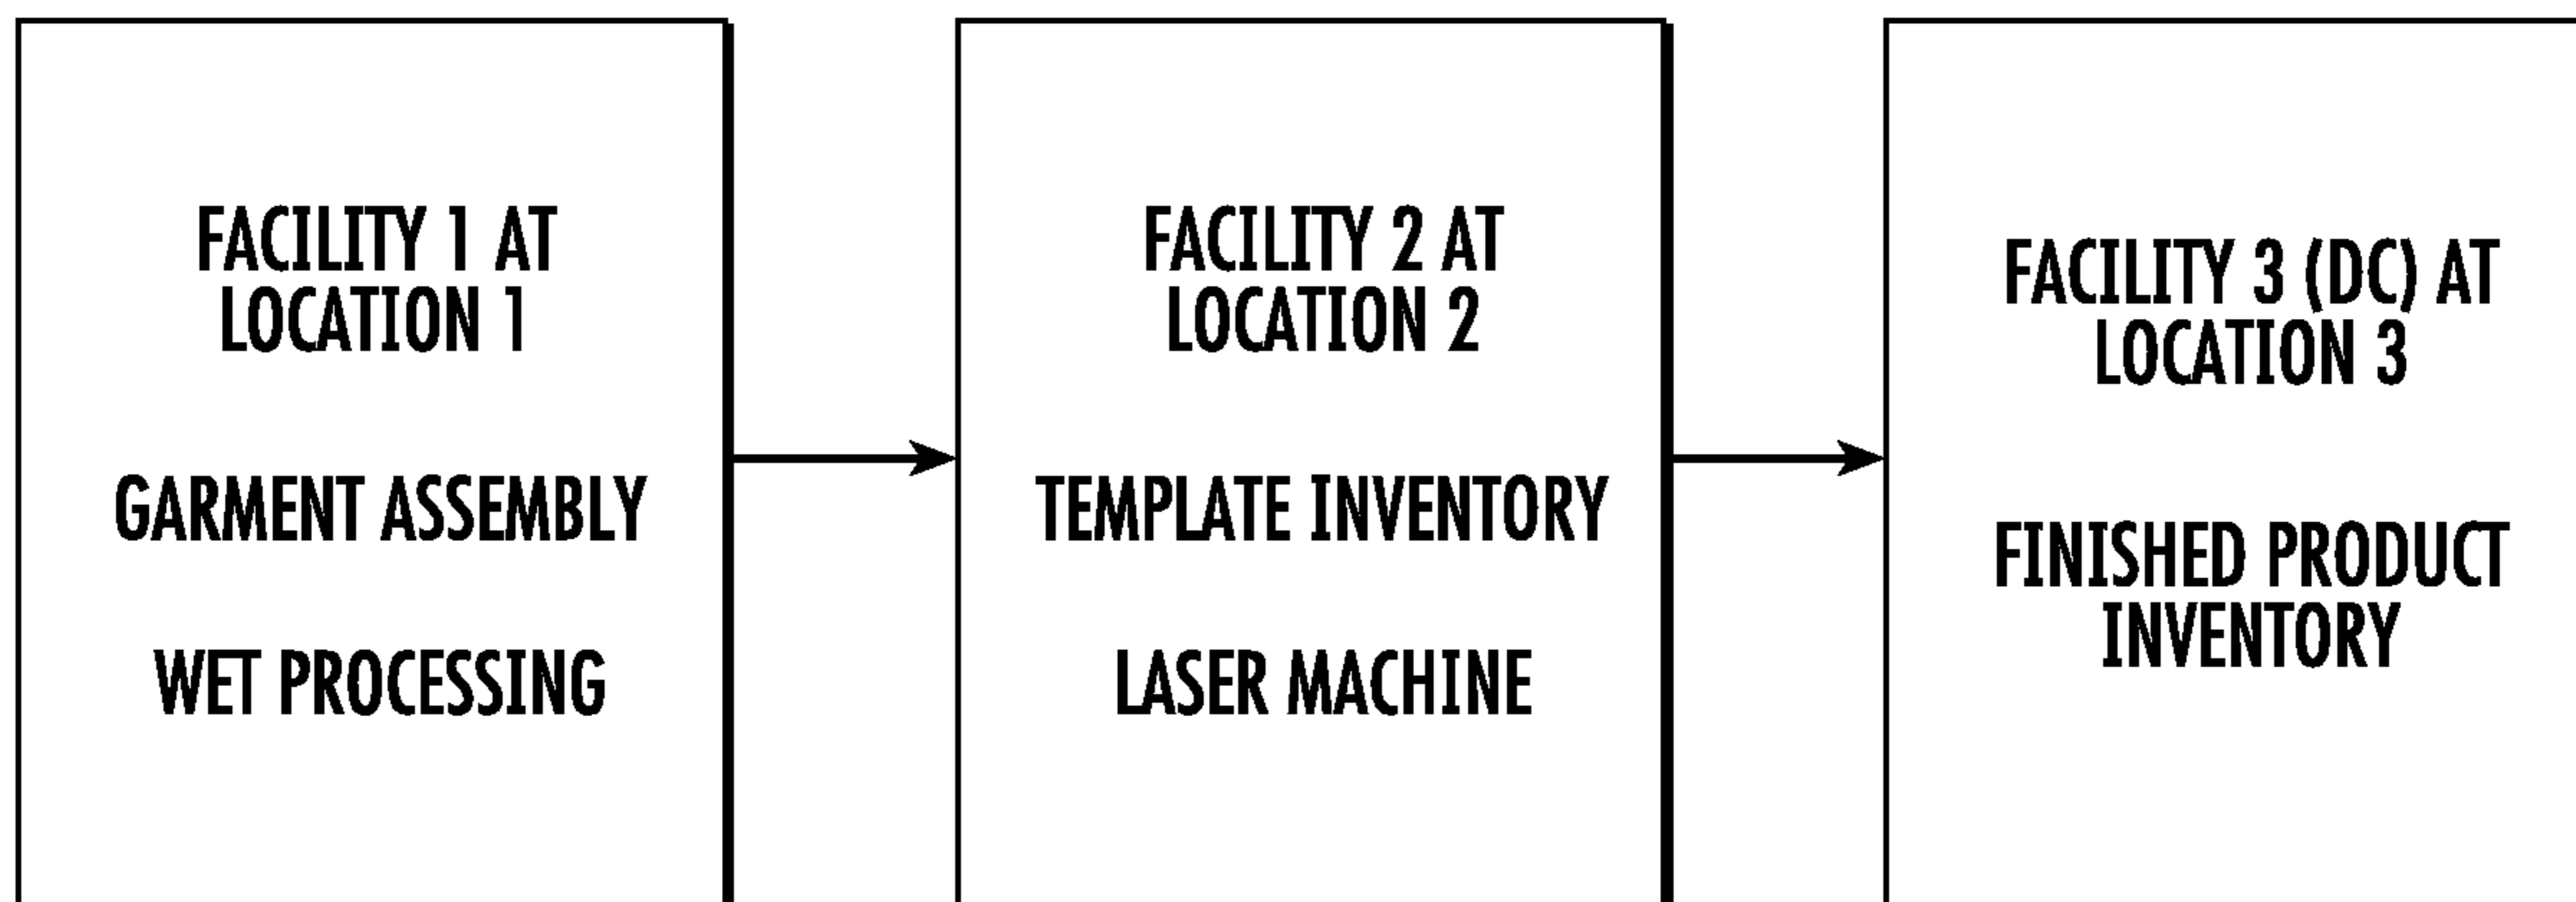 FACILITY 1 AT
LOCATION 1
GARMENT ASSEMBLY
WET PROCESSING
FACILITY 2 AT
LOCATION 2
TEMPLATE INVENTORY
LASER MACHINE
FACILITY 3 (DC) AT
LOCATION 3
FINISHED PRODUCT
INVENTORY